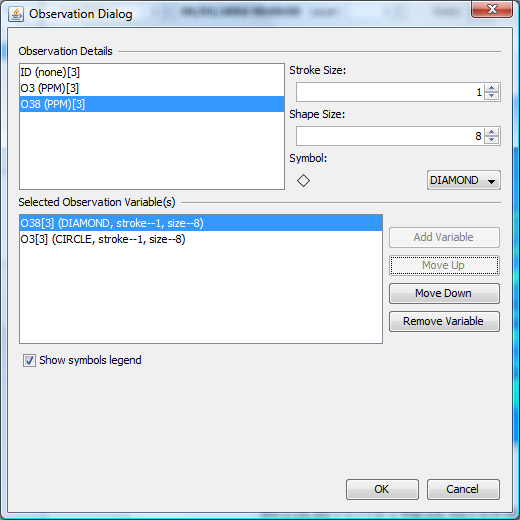 Observation Dialog
Observation Details
ID (none)[3]
O3 (PPM)[3]
O38 (PPM)[3]
Stroke Size:
1
Shape Size:
8
Symbol:
DIAMOND
Selected Observation Variable(s)
O38[3] (DIAMOND, stroke--1, size--8)
O3[3] (CIRCLE, stroke--1, size--8)
Add Variable
Move Up
Move Down
Remove Variable
Show symbols legend
OK
Cancel